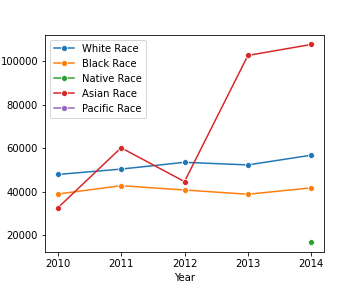 White Race
Black Race
Native Race
Asian Race
Pacific Race
100000
80000
60000
40000
20000
2010 2011 2012 2013 2014
Year